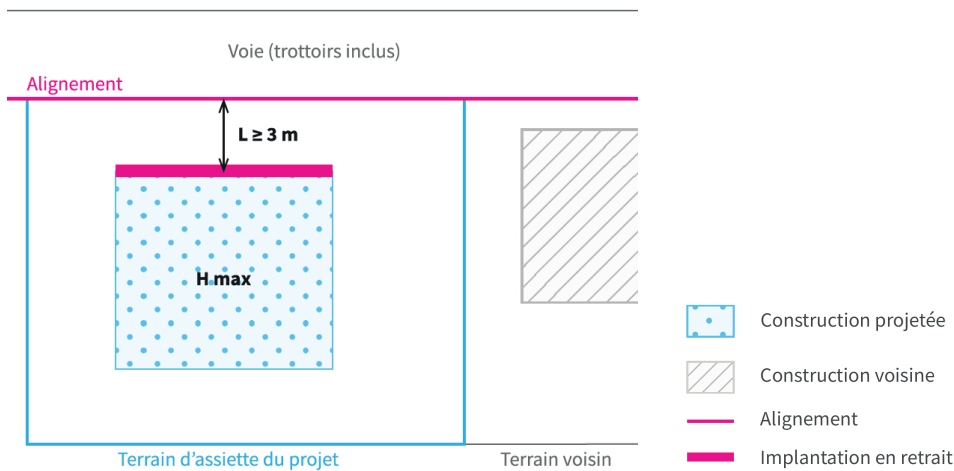 Voie (trottoirs inclus)
Alignement
L ≥ 3 m
H max
Construction projetée
Construction voisine
Alignement
Implantation en retrait
Terrain d'assiette du projet
Terrain voisin